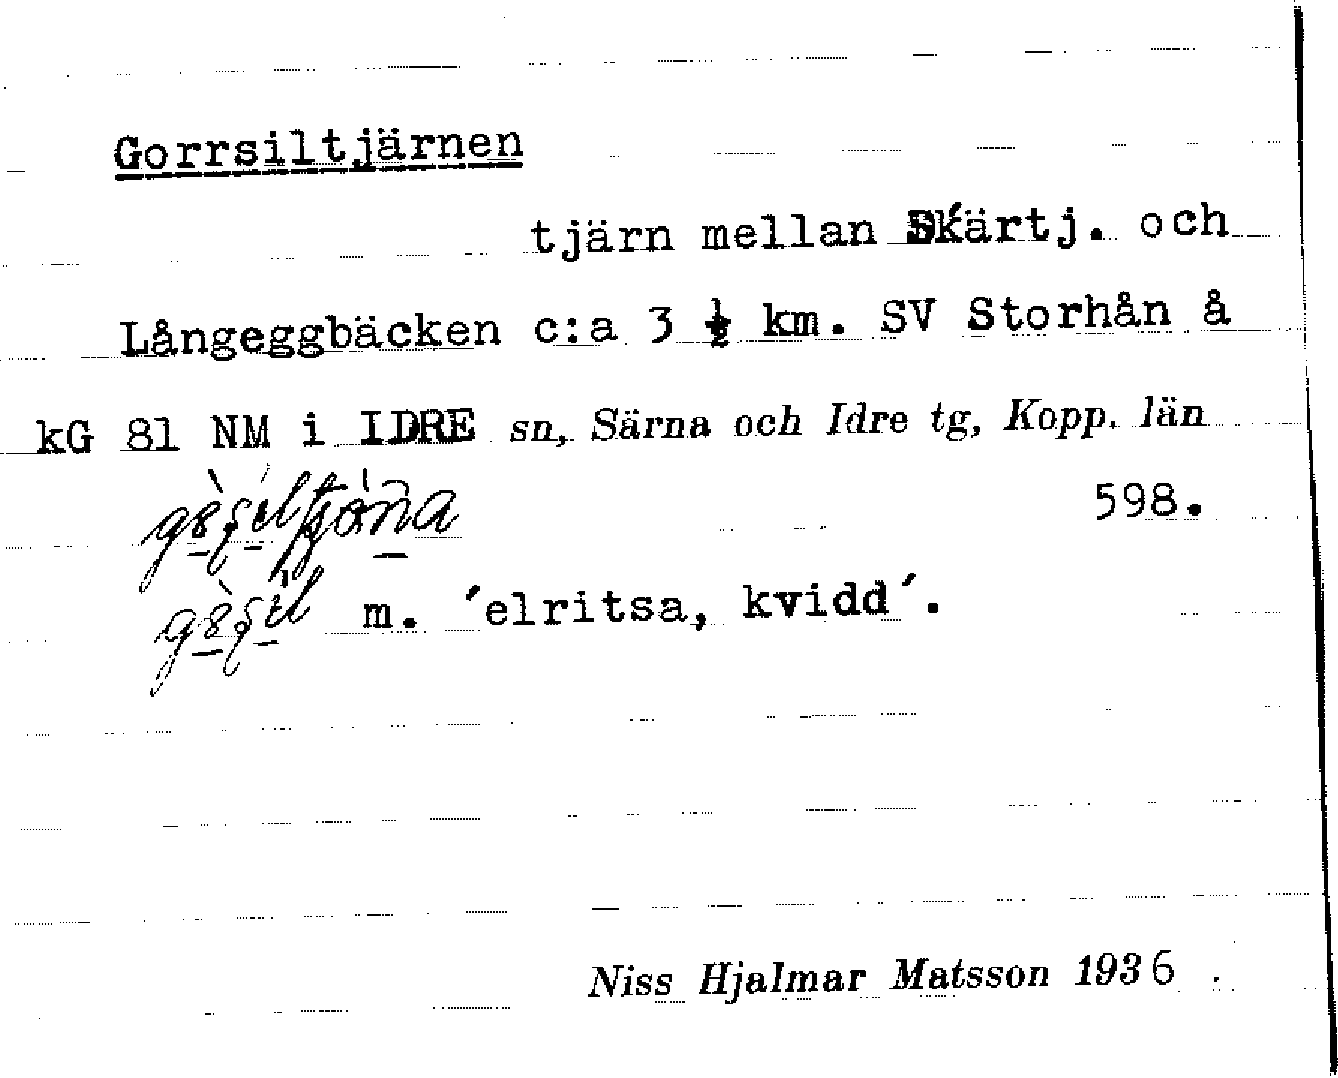 Gorrsiltjärnen
tjärn mellan Skärtj. och
Långeggbäcken c:a 3 ½ km. SV Storhån å
kG 81 NM i IDRE sn, Särna och Idre tg, Kopp. län
598.
m. ´elritsa, kvidd´.
Niss Hjalmar Matsson 1936